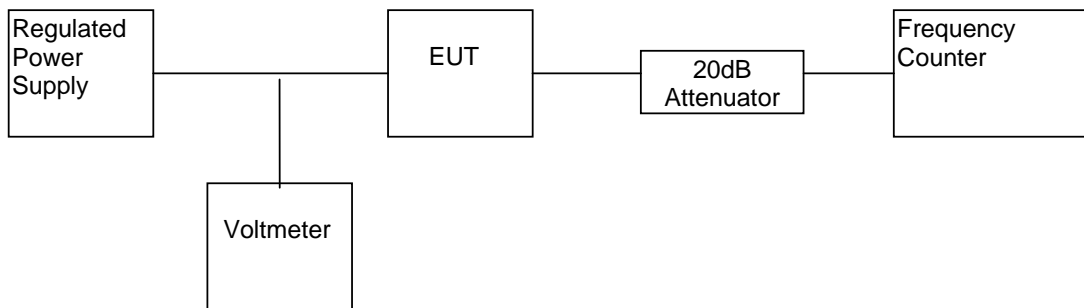 Regulated
Power
Supply
EUT
20dB
Attenuator
Frequency
Counter
Voltmeter